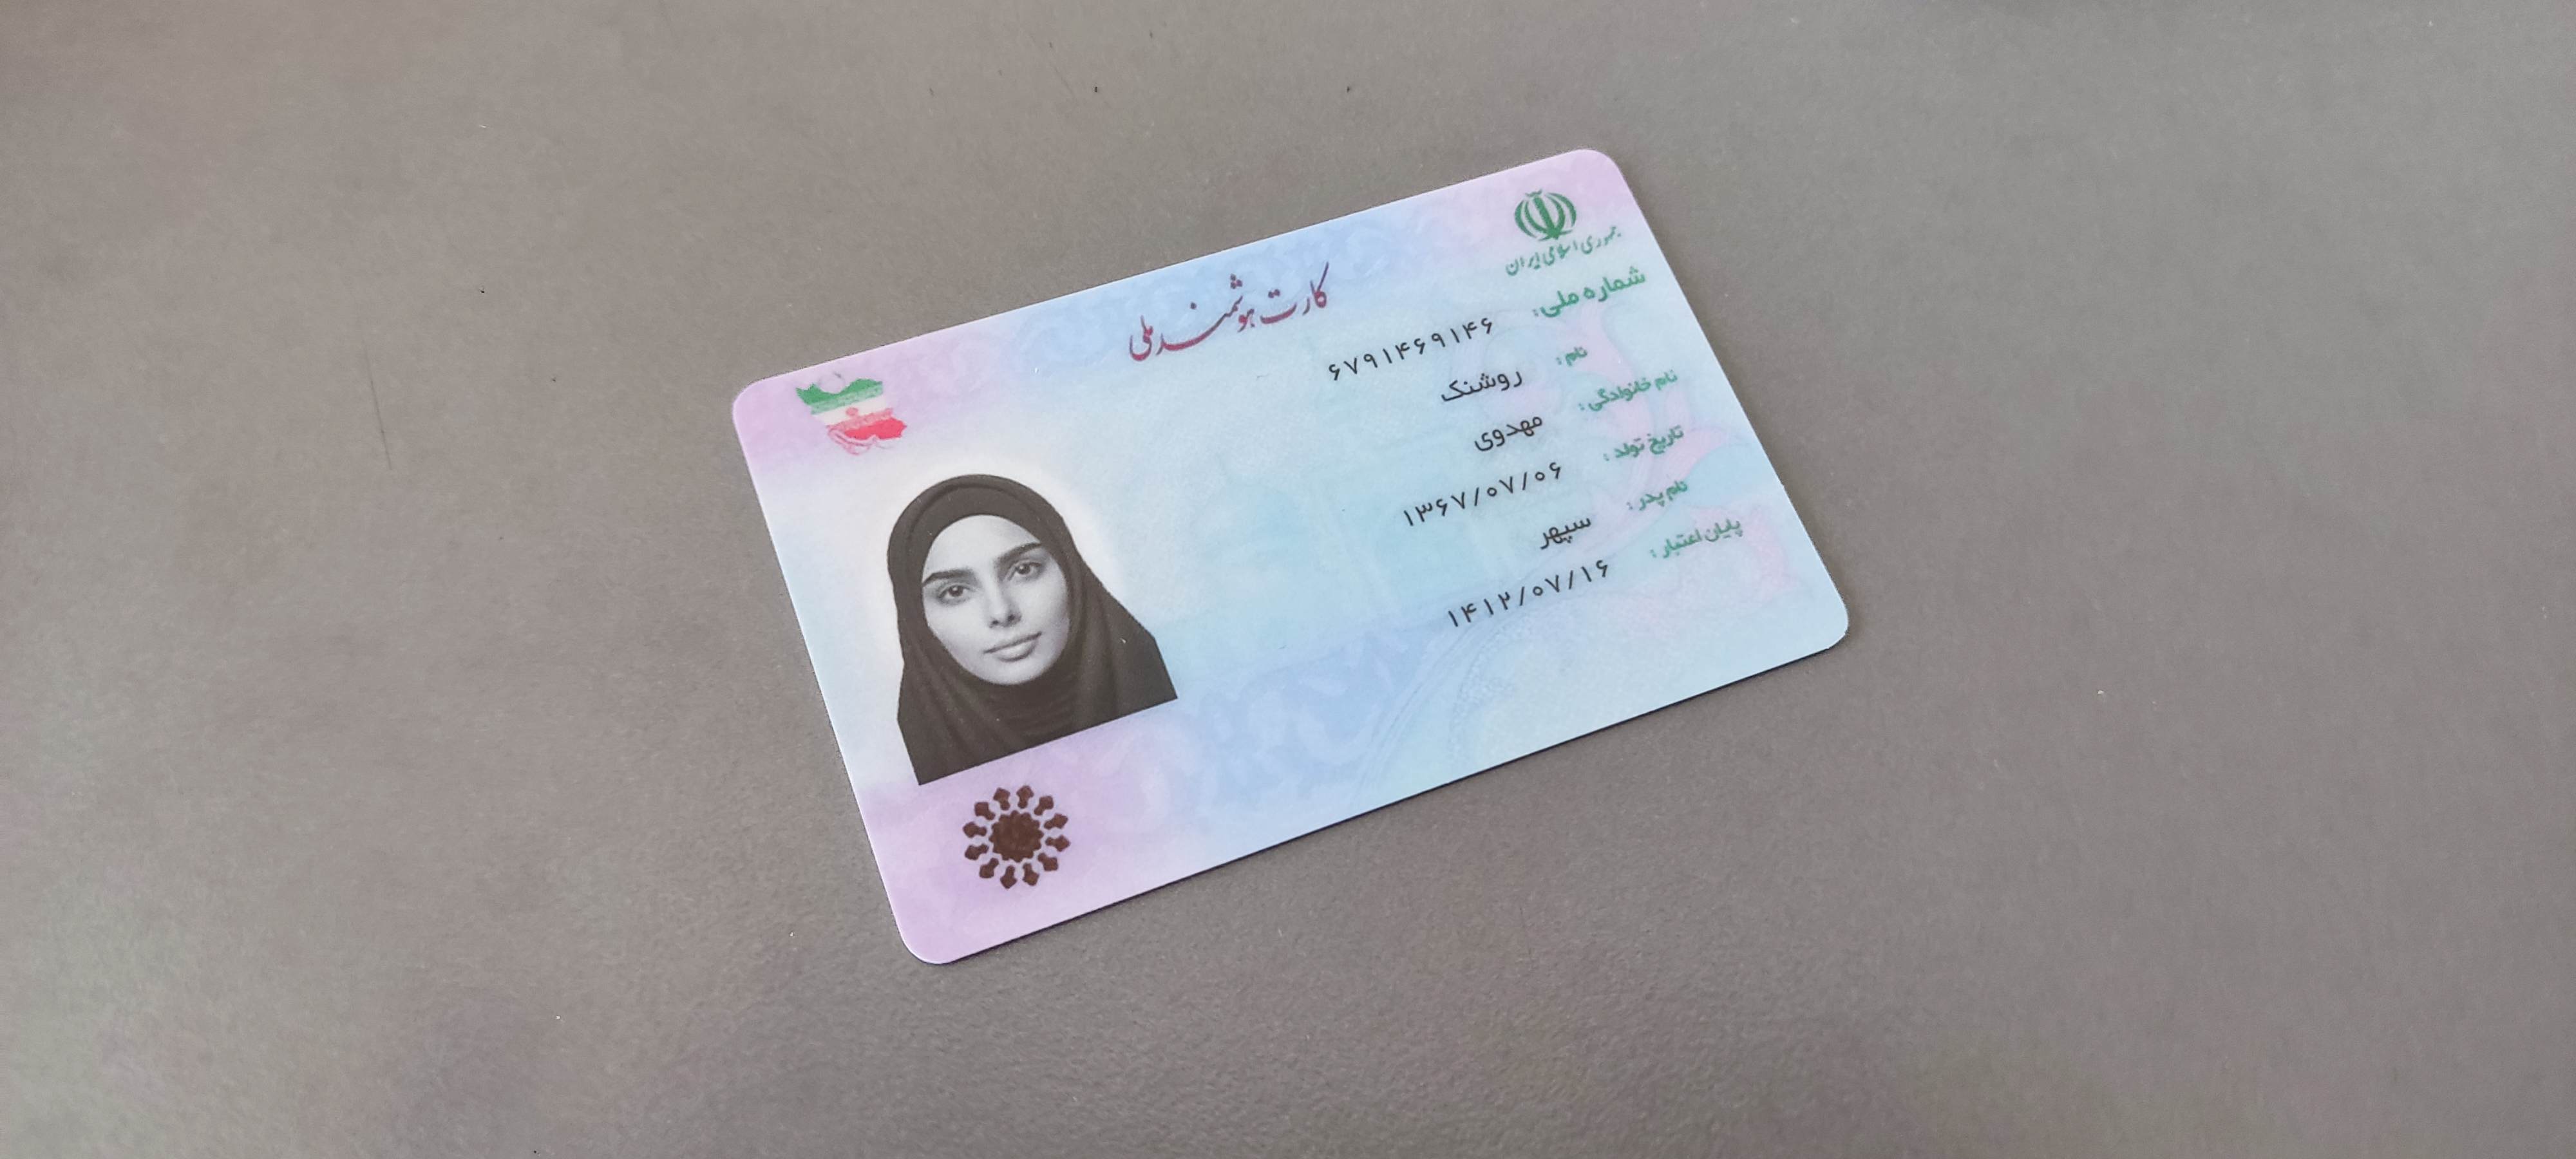 جمهوری اسلامی ایران
کارت هوشمند ملی
شماره ملی: ۶۷۹۱۴۶۹۱۴۶
نام: روشنک
نام خانوادگی: مهدوی
تاریخ تولد: ۱۳۶۷/۰۷/۰۶
نام پدر: سپهر
پایان اعتبار: ۱۴۱۲/۰۷/۱۶